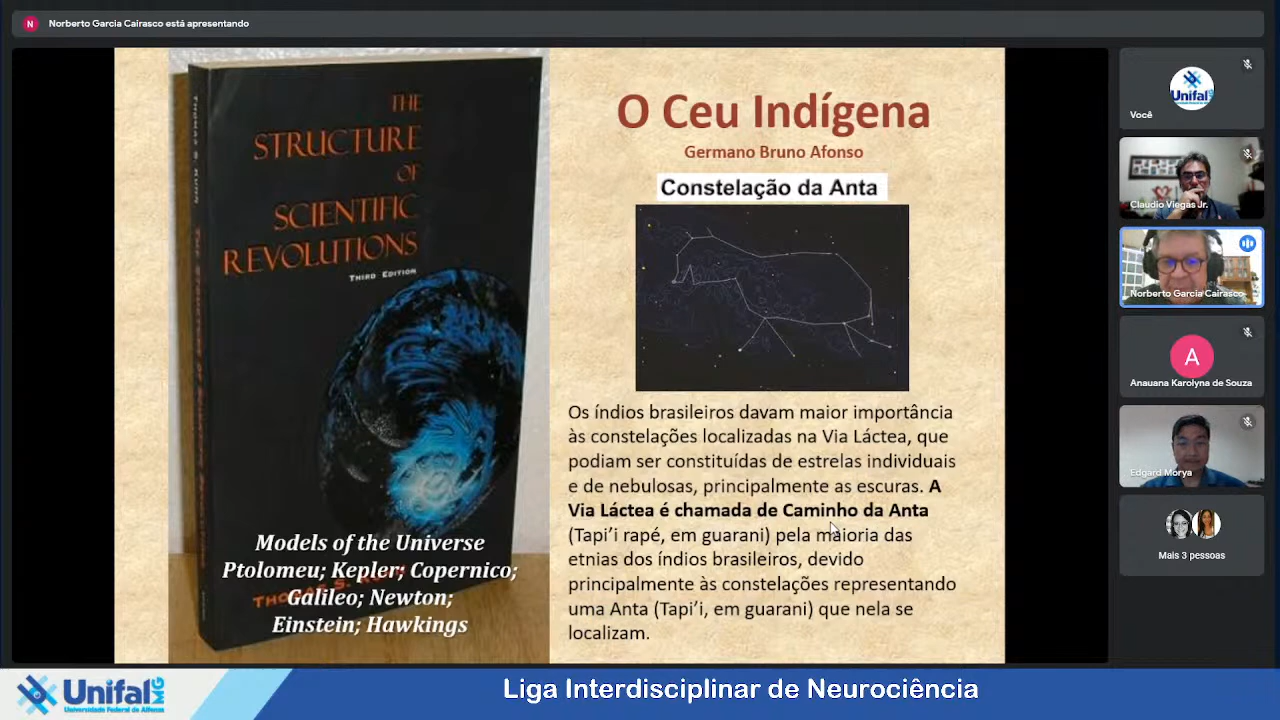 N
Norberto Garcia Cairasco está apresentando
THE
STRUCTURE
OF
SCIENTIFIC
REVOLUTIONS
THIRD EDITION
Models of the Universe
Ptolomeu; Kepler; Copernico;
Galileo; Newton;
Einstein; Hawkings
THOMAS S. KUHN
O Ceu Indígena
Germano Bruno Afonso
Constelação da Anta
Os índios brasileiros davam maior importância
às constelações localizadas na Via Láctea, que
podiam ser constituídas de estrelas individuais
e de nebulosas, principalmente as escuras. A
Via Láctea é chamada de Caminho da Anta
(Tapi’i rapé, em guarani) pela maioria das
etnias dos índios brasileiros, devido
principalmente às constelações representando
uma Anta (Tapi’i, em guarani) que nela se
localizam.
Unifal
Você
Claudio Viegas Jr.
Norberto Garcia Cairasco
A
Anauana Karolyna de Souza
Edgard Morya
Mais 3 pessoas
Unifal MG
Universidade Federal de Alfenas
Liga Interdisciplinar de Neurociência